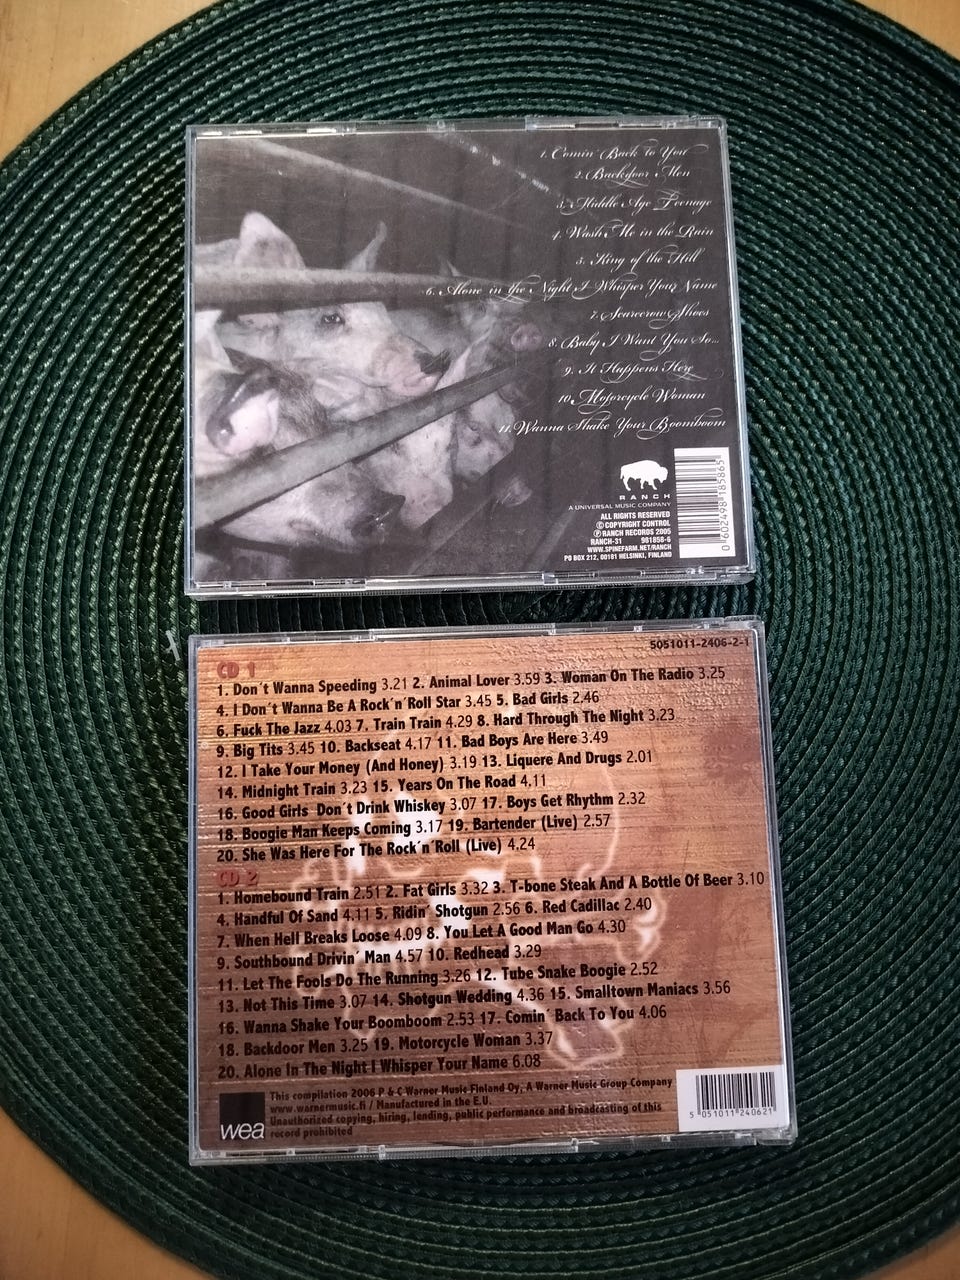 1. Comin' Back to You
2. Backdoor Men
3. Middle Age Teenage
4. Wash Me in the Rain
5. King of the Hill
6. Alone in the Night I Whisper Your Name
7. Scarecrow Shoes
8. Baby I Want You So...
9. It Happens Here
10. Motorcycle Woman
11. Wanna Shake Your Boomboom
RANCH
A UNIVERSAL MUSIC COMPANY
ALL RIGHTS RESERVED
© COPYRIGHT CONTROL
℗ RANCH RECORDS 2005
RANCH-31 981858-6
WWW.SPINEFARM.NET/RANCH
PO BOX 212, 00181 HELSINKI, FINLAND
0 602498 185865
5051011-2406-2-1
CD 1
1. Don´t Wanna Speeding 3.21 2. Animal Lover 3.59 3. Woman On The Radio 3.25
4. I Don´t Wanna Be A Rock´n´Roll Star 3.45 5. Bad Girls 2.46
6. Fuck The Jazz 4.03 7. Train Train 4.29 8. Hard Through The Night 3.23
9. Big Tits 3.45 10. Backseat 4.17 11. Bad Boys Are Here 3.49
12. I Take Your Money (And Honey) 3.19 13. Liquere And Drugs 2.01
14. Midnight Train 3.23 15. Years On The Road 4.11
16. Good Girls Don´t Drink Whiskey 3.07 17. Boys Get Rhythm 2.32
18. Boogie Man Keeps Coming 3.17 19. Bartender (Live) 2.57
20. She Was Here For The Rock´n´Roll (Live) 4.24
CD 2
1. Homebound Train 2.51 2. Fat Girls 3.32 3. T-bone Steak And A Bottle Of Beer 3.10
4. Handful Of Sand 4.11 5. Ridin´ Shotgun 2.56 6. Red Cadillac 2.40
7. When Hell Breaks Loose 4.09 8. You Let A Good Man Go 4.30
9. Southbound Drivin´ Man 4.57 10. Redhead 3.29
11. Let The Fools Do The Running 3.26 12. Tube Snake Boogie 2.52
13. Not This Time 3.07 14. Shotgun Wedding 4.36 15. Smalltown Maniacs 3.56
16. Wanna Shake Your Boomboom 2.53 17. Comin´ Back To You 4.06
18. Backdoor Men 3.25 19. Motorcycle Woman 3.37
20. Alone In The Night I Whisper Your Name 6.08
This compilation 2006 P & C Warner Music Finland Oy, A Warner Music Group Company
www.warnermusic.fi / Manufactured in the E.U.
Unauthorized copying, hiring, lending, public performance and broadcasting of this
record prohibited
wea
5 051011 240621